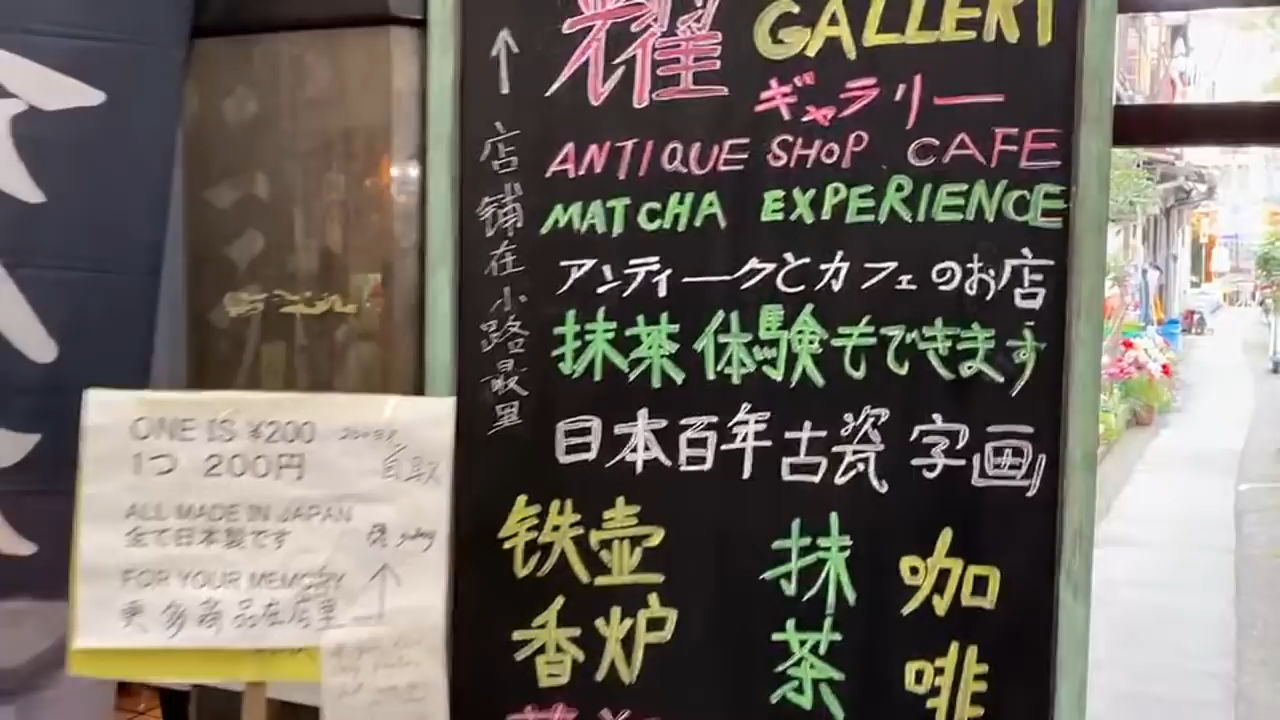 耀 GALLERY
ギャラリー
ANTIQUE SHOP CAFE
MATCHA EXPERIENCE
アンティークとカフェのお店
抹茶体験もできます
日本百年古瓷 字画
铁壶
香炉
抹茶
咖啡
↑店铺在小路最里
ONE IS ¥200
1つ 200円
自取
ALL MADE IN JAPAN
全て日本製です
FOR YOUR MEMORY
更多商品在店里